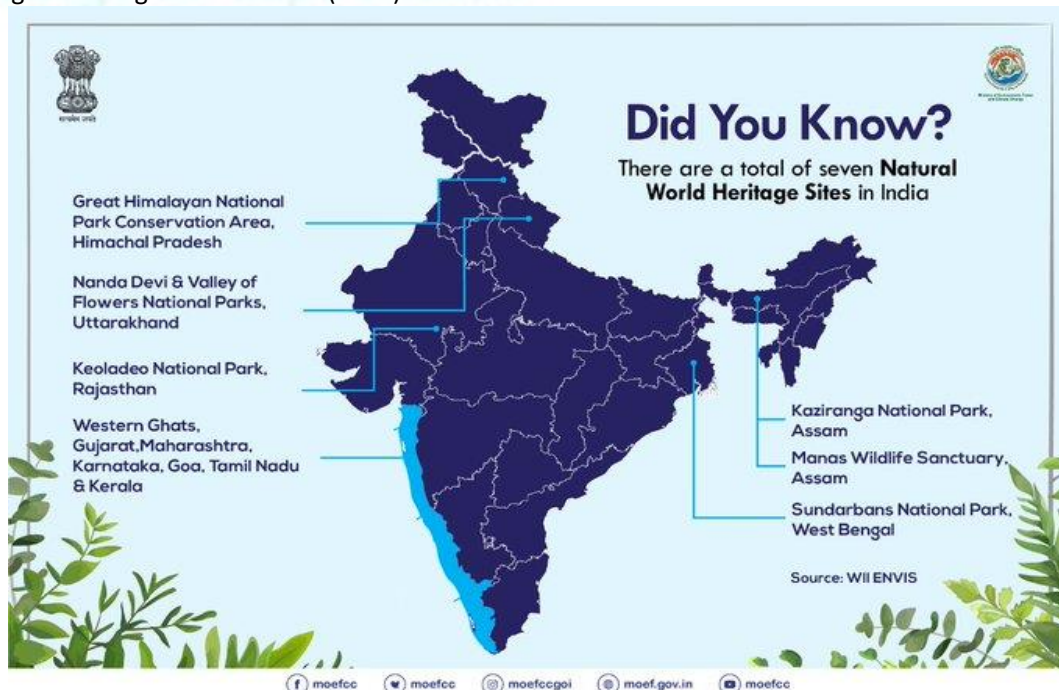 सत्यमेव जयते
Did You Know?
There are a total of seven Natural
World Heritage Sites in India
Great Himalayan National
Park Conservation Area,
Himachal Pradesh
Nanda Devi & Valley of
Flowers National Parks,
Uttarakhand
Keoladeo National Park,
Rajasthan
Western Ghats,
Gujarat,Maharashtra,
Karnataka, Goa, Tamil Nadu
& Kerala
Kaziranga National Park,
Assam
Manas Wildlife Sanctuary,
Assam
Sundarbans National Park,
West Bengal
Source: WII ENVIS
moefcc moefcc moefccgoi moef.gov.in moefcc